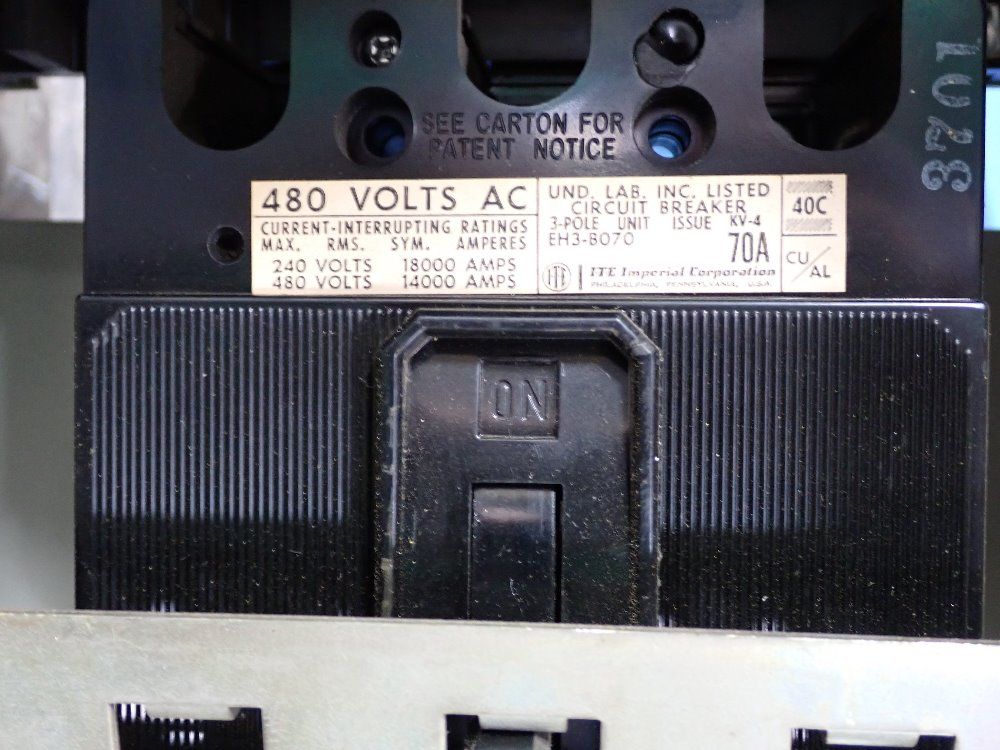 SEE CARTON FOR
PATENT NOTICE
3701
480 VOLTS AC
CURRENT-INTERRUPTING RATINGS
MAX. RMS. SYM. AMPERES
240 VOLTS 18000 AMPS
480 VOLTS 14000 AMPS
UND. LAB. INC. LISTED
CIRCUIT BREAKER
3-POLE UNIT ISSUE KV-4
EH3-B070
70A
ITE
ITE Imperial Corporation
PHILADELPHIA, PENNSYLVANIA, U.S.A.
40C
CU/AL
ON